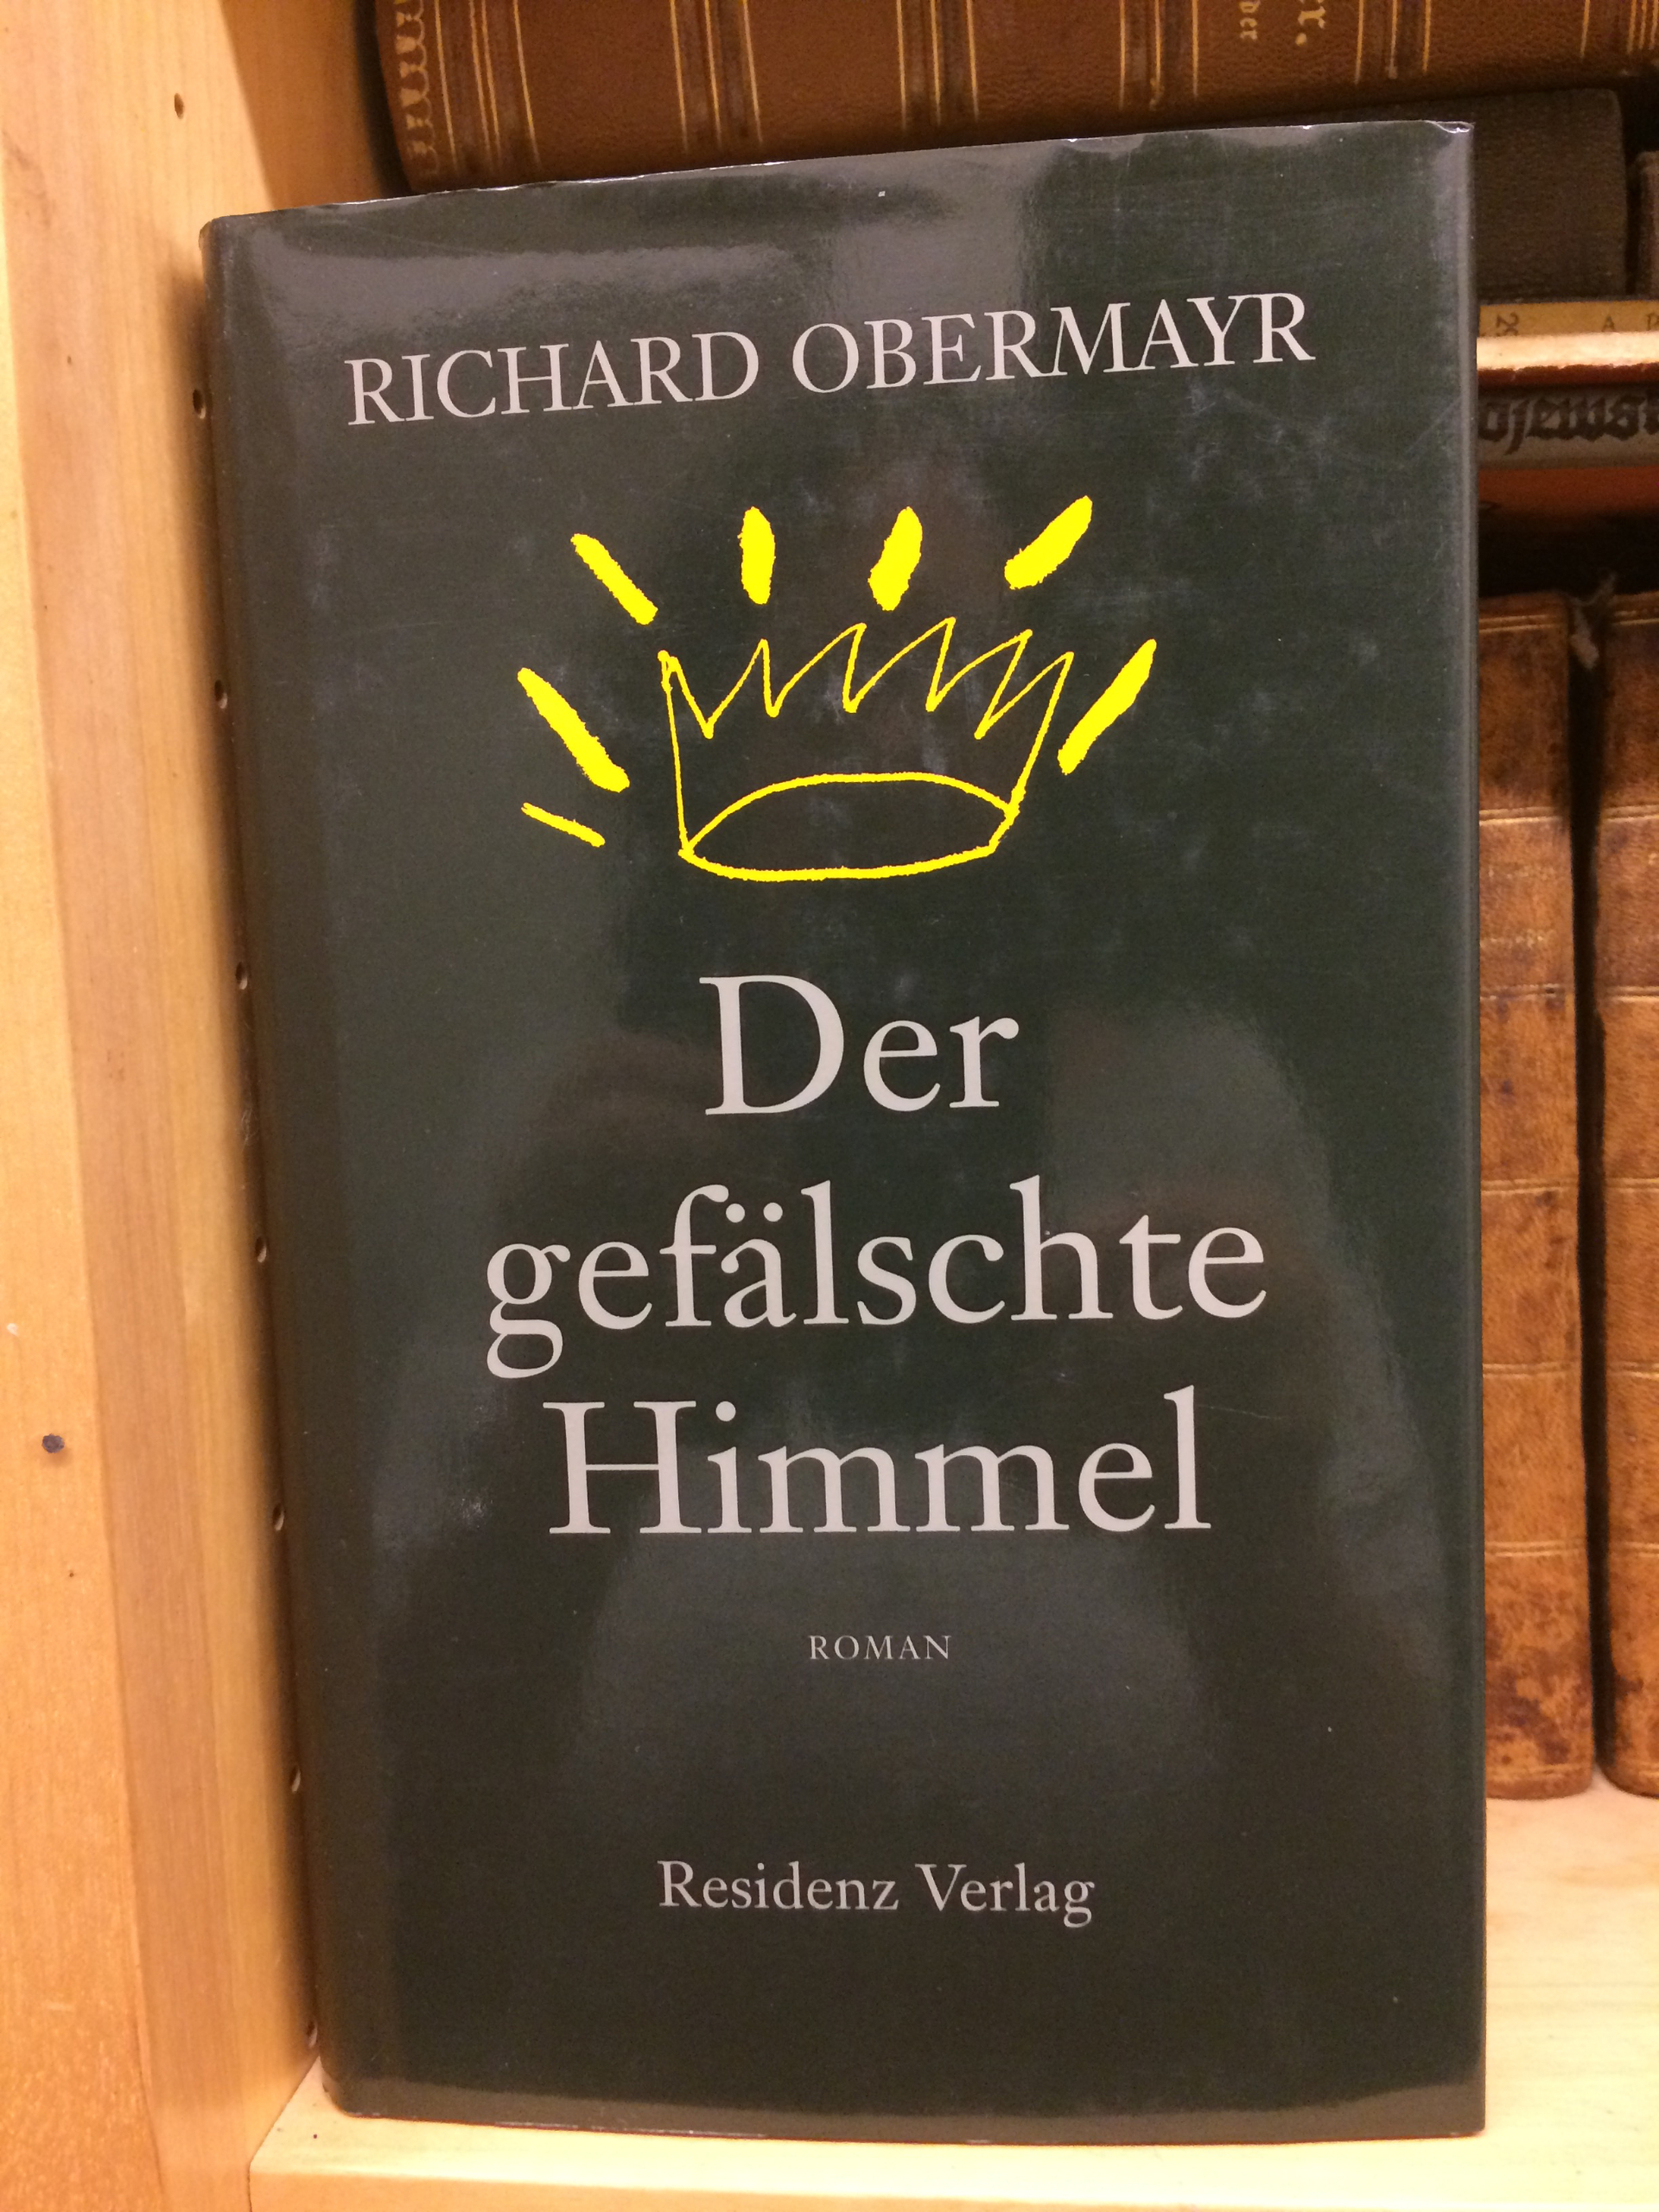 RICHARD OBERMAYR
Der
gefälschte
Himmel
ROMAN
Residenz Verlag